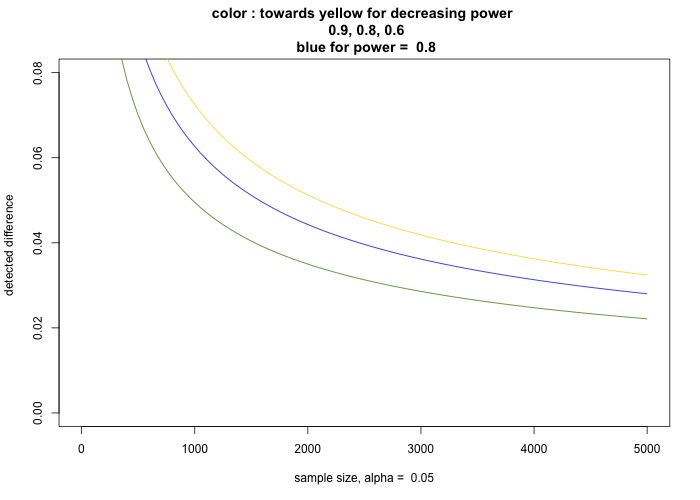 color : towards yellow for decreasing power
0.9, 0.8, 0.6
blue for power =  0.8
0.08
0.06
0.04
0.02
0.00
detected difference
0 1000 2000 3000 4000 5000
sample size, alpha =  0.05